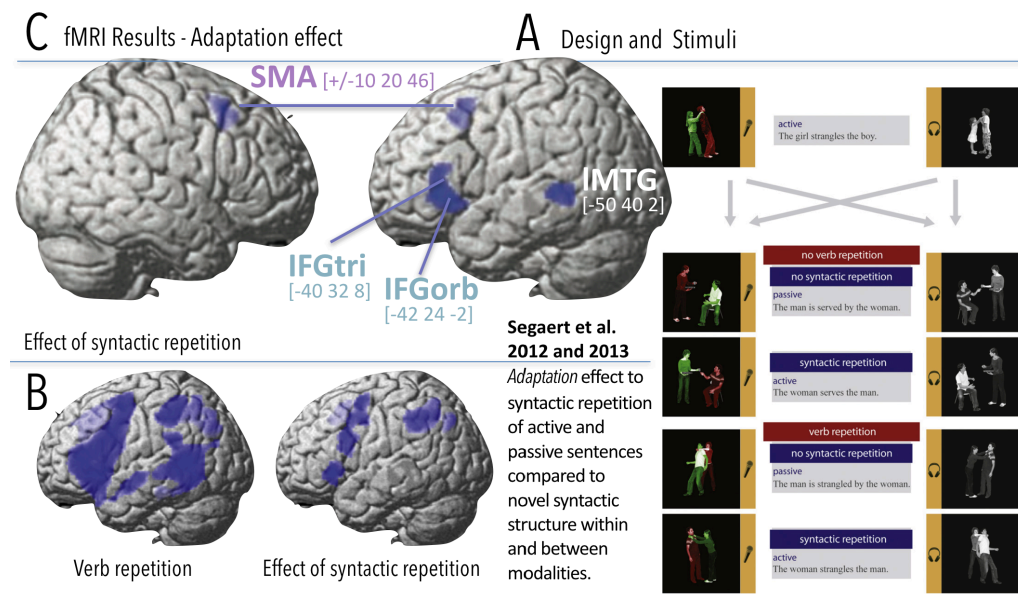 C fMRI Results - Adaptation effect
SMA [+/-10 20 46]
lMTG
[-50 40 2]
IFGtri
[-40 32 8]
IFGorb
[-42 24 -2]
Effect of syntactic repetition
B
Verb repetition
Effect of syntactic repetition
Segaert et al.
2012 and 2013
Adaptation effect to
syntactic repetition
of active and
passive sentences
compared to
novel syntactic
structure within
and between
modalities.
A Design and Stimuli
active
The girl strangles the boy.
no verb repetition
no syntactic repetition
passive
The man is served by the woman.
syntactic repetition
active
The woman serves the man.
verb repetition
no syntactic repetition
passive
The man is strangled by the woman.
syntactic repetition
active
The woman strangles the man.